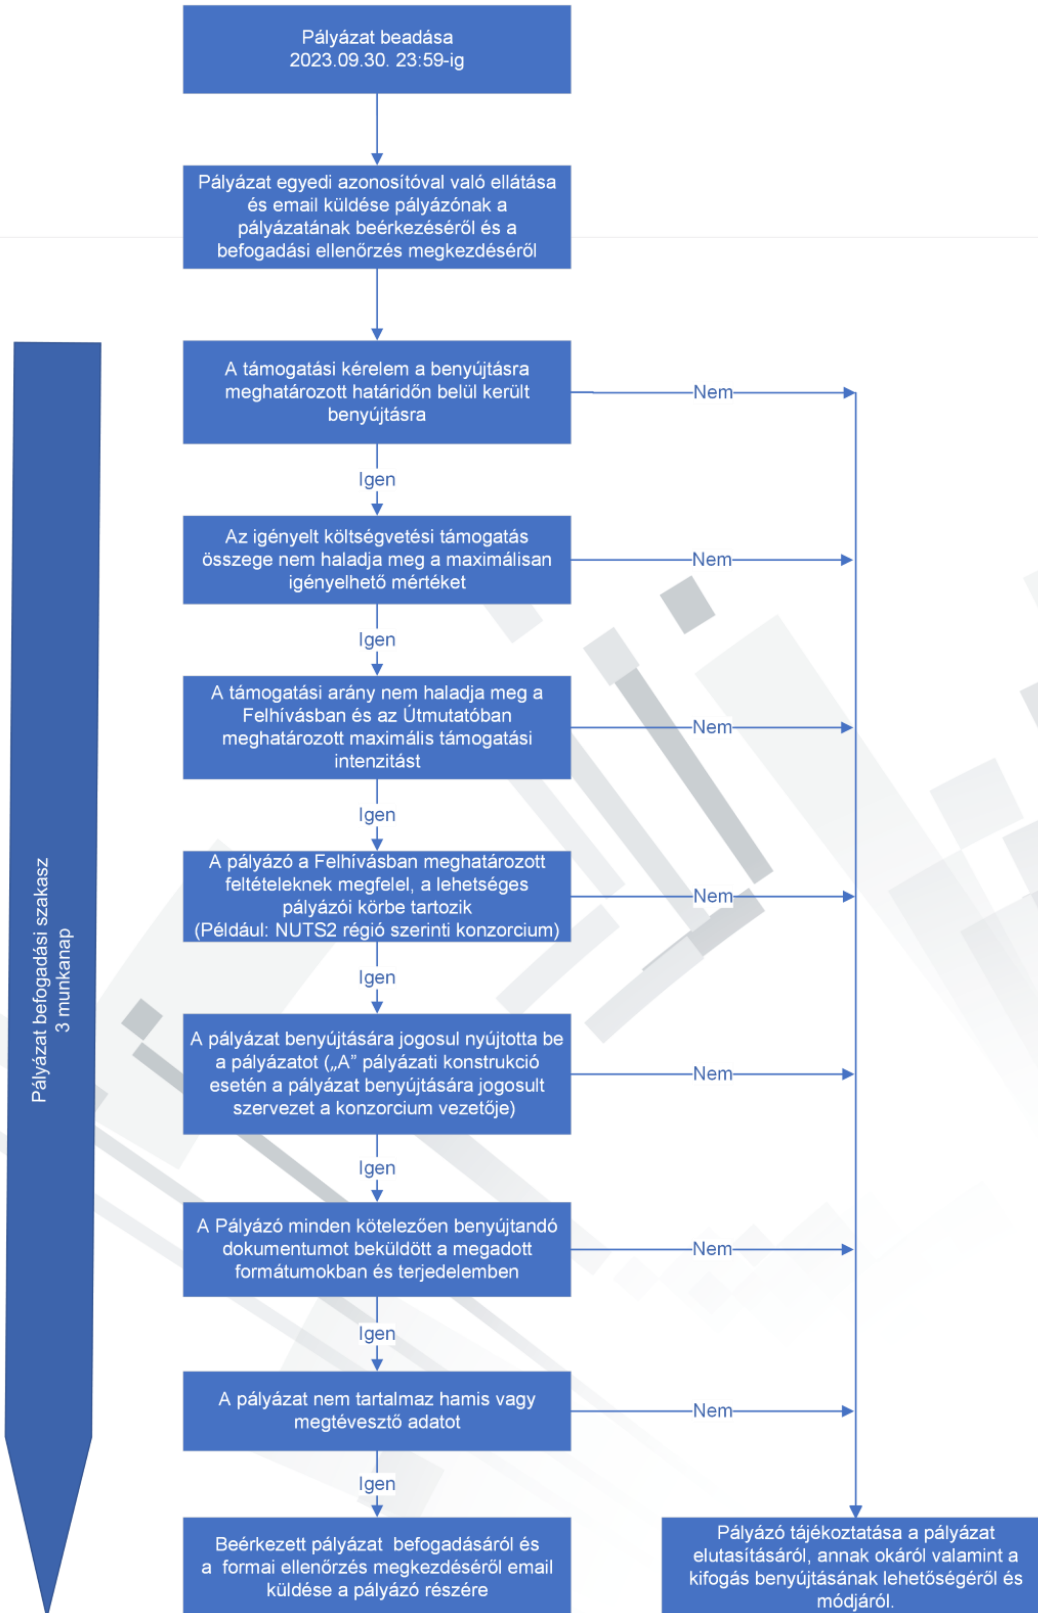 Pályázat beadása
2023.09.30. 23:59-ig
Pályázat egyedi azonosítóval való ellátása
és email küldése pályázónak a
pályázatának beérkezéséről és a
befogadási ellenőrzés megkezdéséről
Pályázat befogadási szakasz
3 munkanap
A támogatási kérelem a benyújtásra
meghatározott határidőn belül került
benyújtásra
Nem
Igen
Az igényelt költségvetési támogatás
összege nem haladja meg a maximálisan
igényelhető mértéket
Nem
Igen
A támogatási arány nem haladja meg a
Felhívásban és az Útmutatóban
meghatározott maximális támogatási
intenzitást
Nem
Igen
A pályázó a Felhívásban meghatározott
feltételeknek megfelel, a lehetséges
pályázói körbe tartozik
(Például: NUTS2 régió szerinti konzorcium)
Nem
Igen
A pályázat benyújtására jogosul nyújtotta be
a pályázatot („A” pályázati konstrukció
esetén a pályázat benyújtására jogosult
szervezet a konzorcium vezetője)
Nem
Igen
A Pályázó minden kötelezően benyújtandó
dokumentumot beküldött a megadott
formátumokban és terjedelemben
Nem
Igen
A pályázat nem tartalmaz hamis vagy
megtévesztő adatot
Nem
Igen
Beérkezett pályázat befogadásáról és
a formai ellenőrzés megkezdéséről email
küldése a pályázó részére
Pályázó tájékoztatása a pályázat
elutasításáról, annak okáról valamint a
kifogás benyújtásának lehetőségéről és
módjáról.